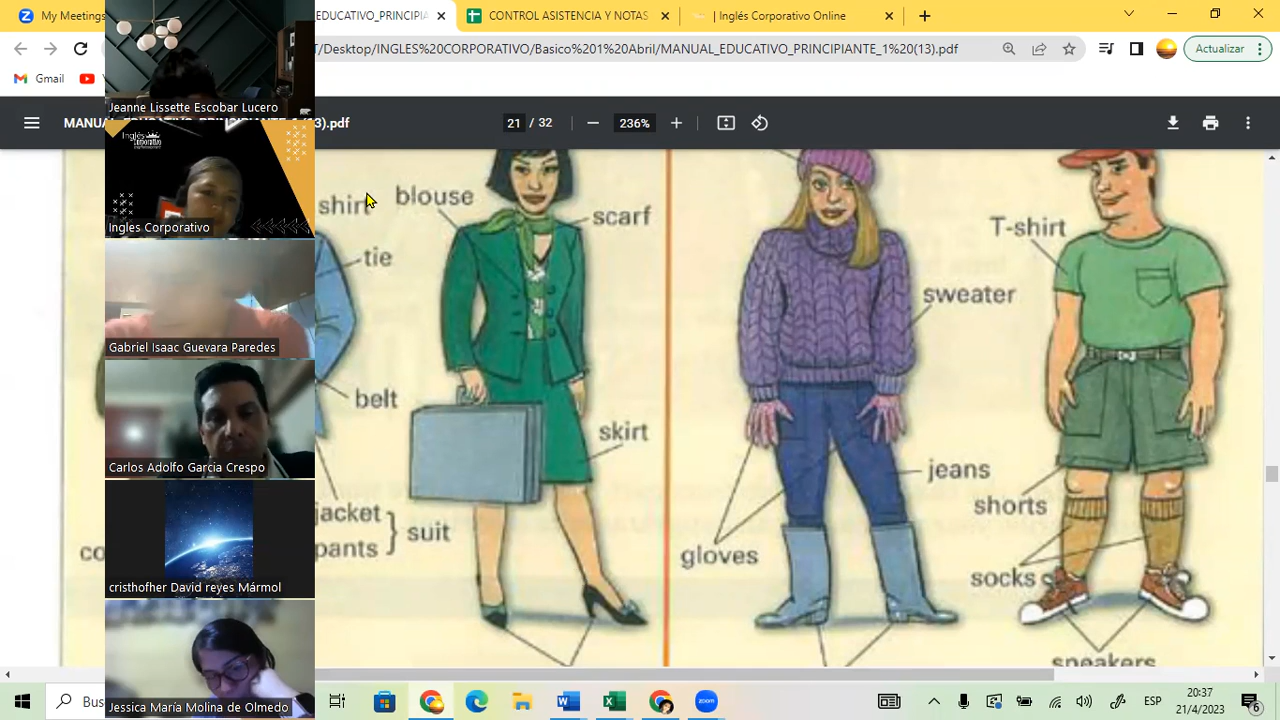 My Meetings
EDUCATIVO_PRINCIPIA
CONTROL ASISTENCIA Y NOTAS
Inglés Corporativo Online
T/Desktop/INGLES%20CORPORATIVO/Basico%201%20Abril/MANUAL_EDUCATIVO_PRINCIPIANTE_1%20(13).pdf
Actualizar
Gmail
21 / 32
236%
Jeanne Lissette Escobar Lucero
Inglés
Corporativo
Ingles Corporativo
Gabriel Isaac Guevara Paredes
Carlos Adolfo Garcia Crespo
cristhofher David reyes Mármol
Jessica María Molina de Olmedo
shirt
blouse
scarf
tie
T-shirt
sweater
belt
skirt
jeans
shorts
jacket
pants
suit
gloves
socks
sneakers
ESP
20:37
21/4/2023
6